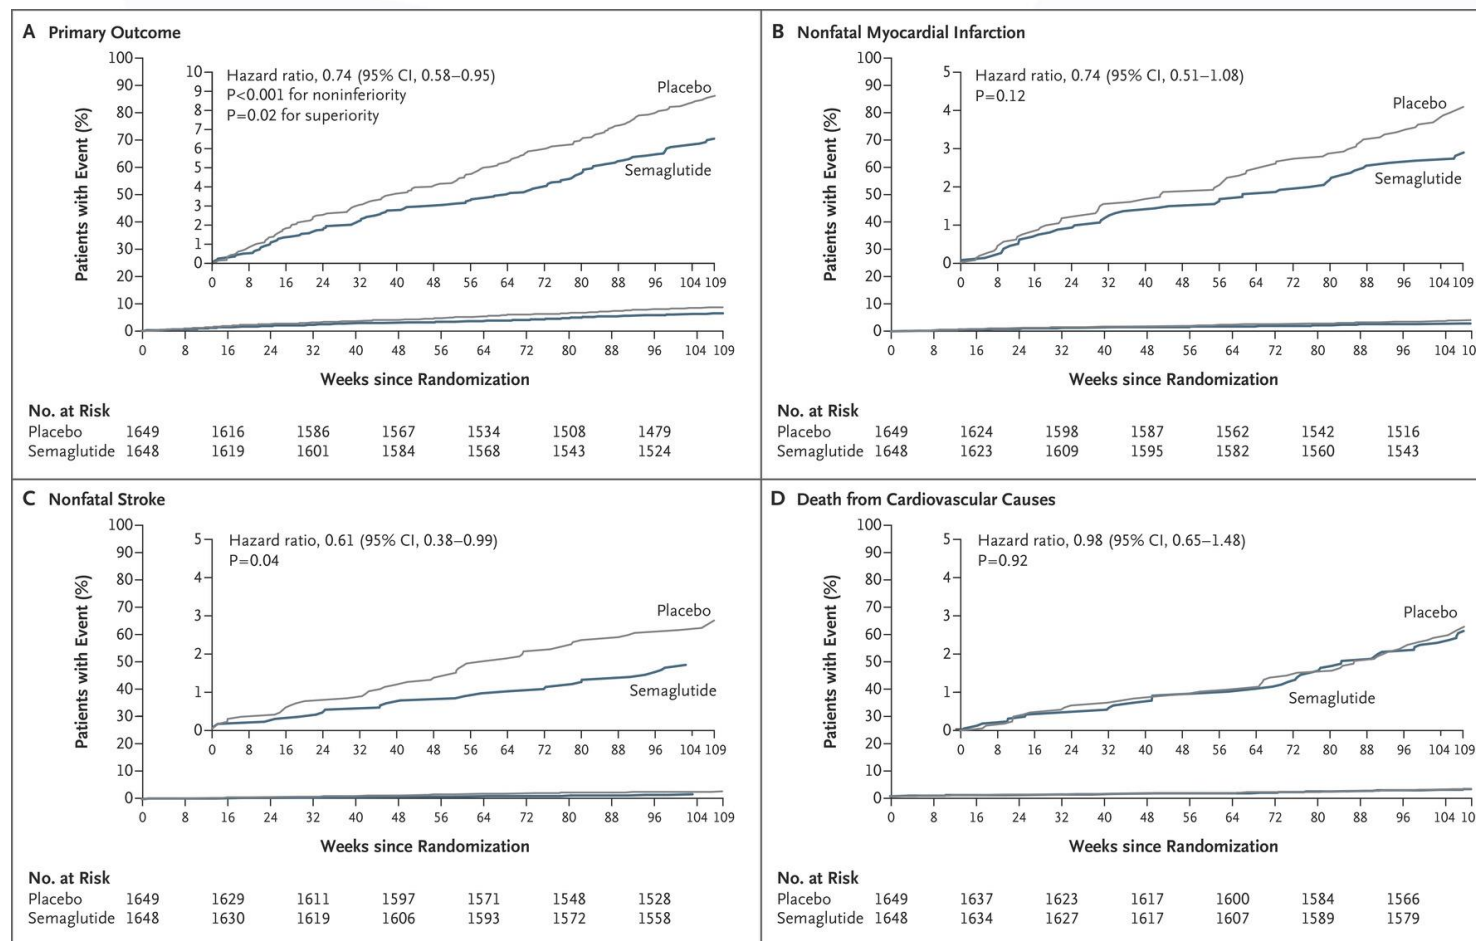 A Primary Outcome
Patients with Event (%)
100
90
80
70
60
50
40
30
20
10
0
10
9
8
7
6
5
4
3
2
1
0
Hazard ratio, 0.74 (95% CI, 0.58–0.95)
P<0.001 for noninferiority
P=0.02 for superiority
Placebo
Semaglutide
0 8 16 24 32 40 48 56 64 72 80 88 96 104 109
0 8 16 24 32 40 48 56 64 72 80 88 96 104 109
Weeks since Randomization
No. at Risk
Placebo 1649 1616 1586 1567 1534 1508 1479
Semaglutide 1648 1619 1601 1584 1568 1543 1524
B Nonfatal Myocardial Infarction
Patients with Event (%)
100
90
80
70
60
50
40
30
20
10
0
5
4
3
2
1
0
Hazard ratio, 0.74 (95% CI, 0.51–1.08)
P=0.12
Placebo
Semaglutide
0 8 16 24 32 40 48 56 64 72 80 88 96 104 109
0 8 16 24 32 40 48 56 64 72 80 88 96 104 10
Weeks since Randomization
No. at Risk
Placebo 1649 1624 1598 1587 1562 1542 1516
Semaglutide 1648 1623 1609 1595 1582 1560 1543
C Nonfatal Stroke
Patients with Event (%)
100
90
80
70
60
50
40
30
20
10
0
5
4
3
2
1
0
Hazard ratio, 0.61 (95% CI, 0.38–0.99)
P=0.04
Placebo
Semaglutide
0 8 16 24 32 40 48 56 64 72 80 88 96 104 109
0 8 16 24 32 40 48 56 64 72 80 88 96 104 109
Weeks since Randomization
No. at Risk
Placebo 1649 1629 1611 1597 1571 1548 1528
Semaglutide 1648 1630 1619 1606 1593 1572 1558
D Death from Cardiovascular Causes
Patients with Event (%)
100
90
80
70
60
50
40
30
20
10
0
5
4
3
2
1
0
Hazard ratio, 0.98 (95% CI, 0.65–1.48)
P=0.92
Placebo
Semaglutide
0 8 16 24 32 40 48 56 64 72 80 88 96 104 109
0 8 16 24 32 40 48 56 64 72 80 88 96 104 10
Weeks since Randomization
No. at Risk
Placebo 1649 1637 1623 1617 1600 1584 1566
Semaglutide 1648 1634 1627 1617 1607 1589 1579